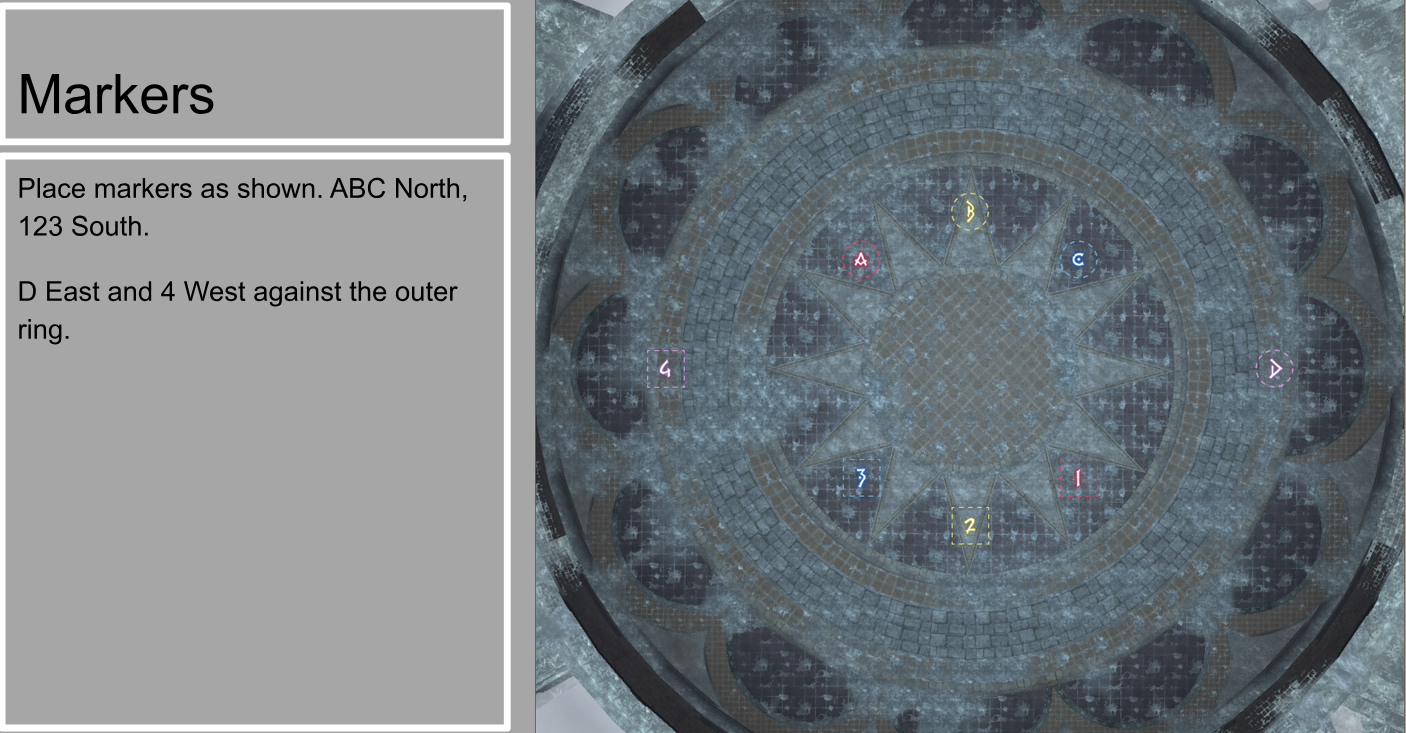 Markers
Place markers as shown. ABC North,
123 South.
D East and 4 West against the outer
ring.
B
A
C
4
D
3
1
2